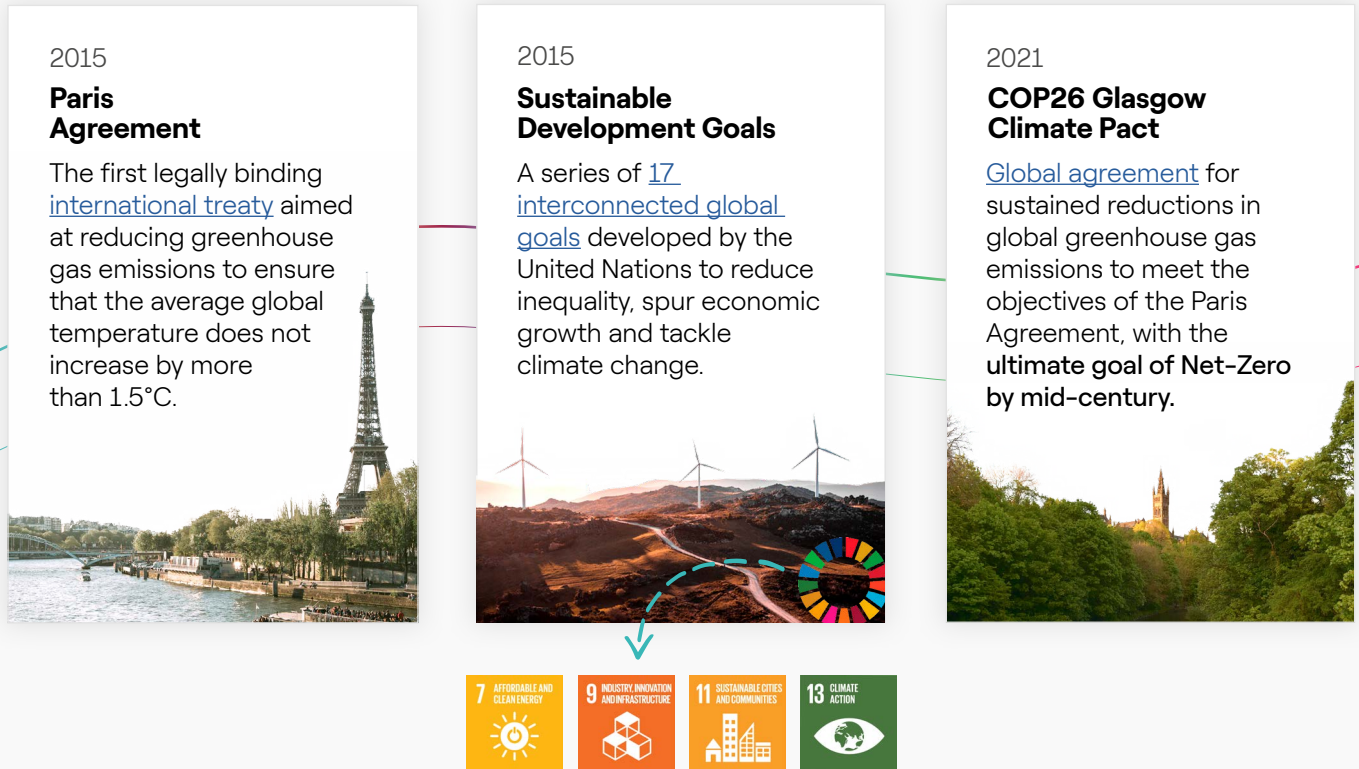 2015
Paris
Agreement
The first legally binding
international treaty aimed
at reducing greenhouse
gas emissions to ensure
that the average global
temperature does not
increase by more
than 1.5°C.
2015
Sustainable
Development Goals
A series of 17
interconnected global
goals developed by the
United Nations to reduce
inequality, spur economic
growth and tackle
climate change.
2021
COP26 Glasgow
Climate Pact
Global agreement for
sustained reductions in
global greenhouse gas
emissions to meet the
objectives of the Paris
Agreement, with the
ultimate goal of Net-Zero
by mid-century.
7 AFFORDABLE AND
CLEAN ENERGY
9 INDUSTRY, INNOVATION
AND INFRASTRUCTURE
11 SUSTAINABLE CITIES
AND COMMUNITIES
13 CLIMATE
ACTION